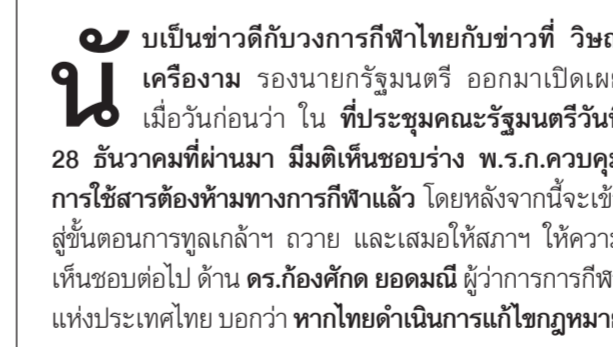 นับเป็นข่าวดีกับวงการกีฬาไทยกับข่าวที่ วิษณุ
เครืองาม รองนายกรัฐมนตรี ออกมาเปิดเผย
เมื่อวันก่อนว่า ใน ที่ประชุมคณะรัฐมนตรีวันที่
28 ธันวาคมที่ผ่านมา มีมติเห็นชอบร่าง พ.ร.ก.ควบคุม
การใช้สารต้องห้ามทางการกีฬาแล้ว โดยหลังจากนี้จะเข้า
สู่ขั้นตอนการทูลเกล้าฯ ถวาย และเสมอให้สภาฯ ให้ความ
เห็นชอบต่อไป ด้าน ดร.ก้องศักด ยอดมณี ผู้ว่าการการกีฬา
แห่งประเทศไทย บอกว่า หากไทยดำเนินการแก้ไขกฎหมาย